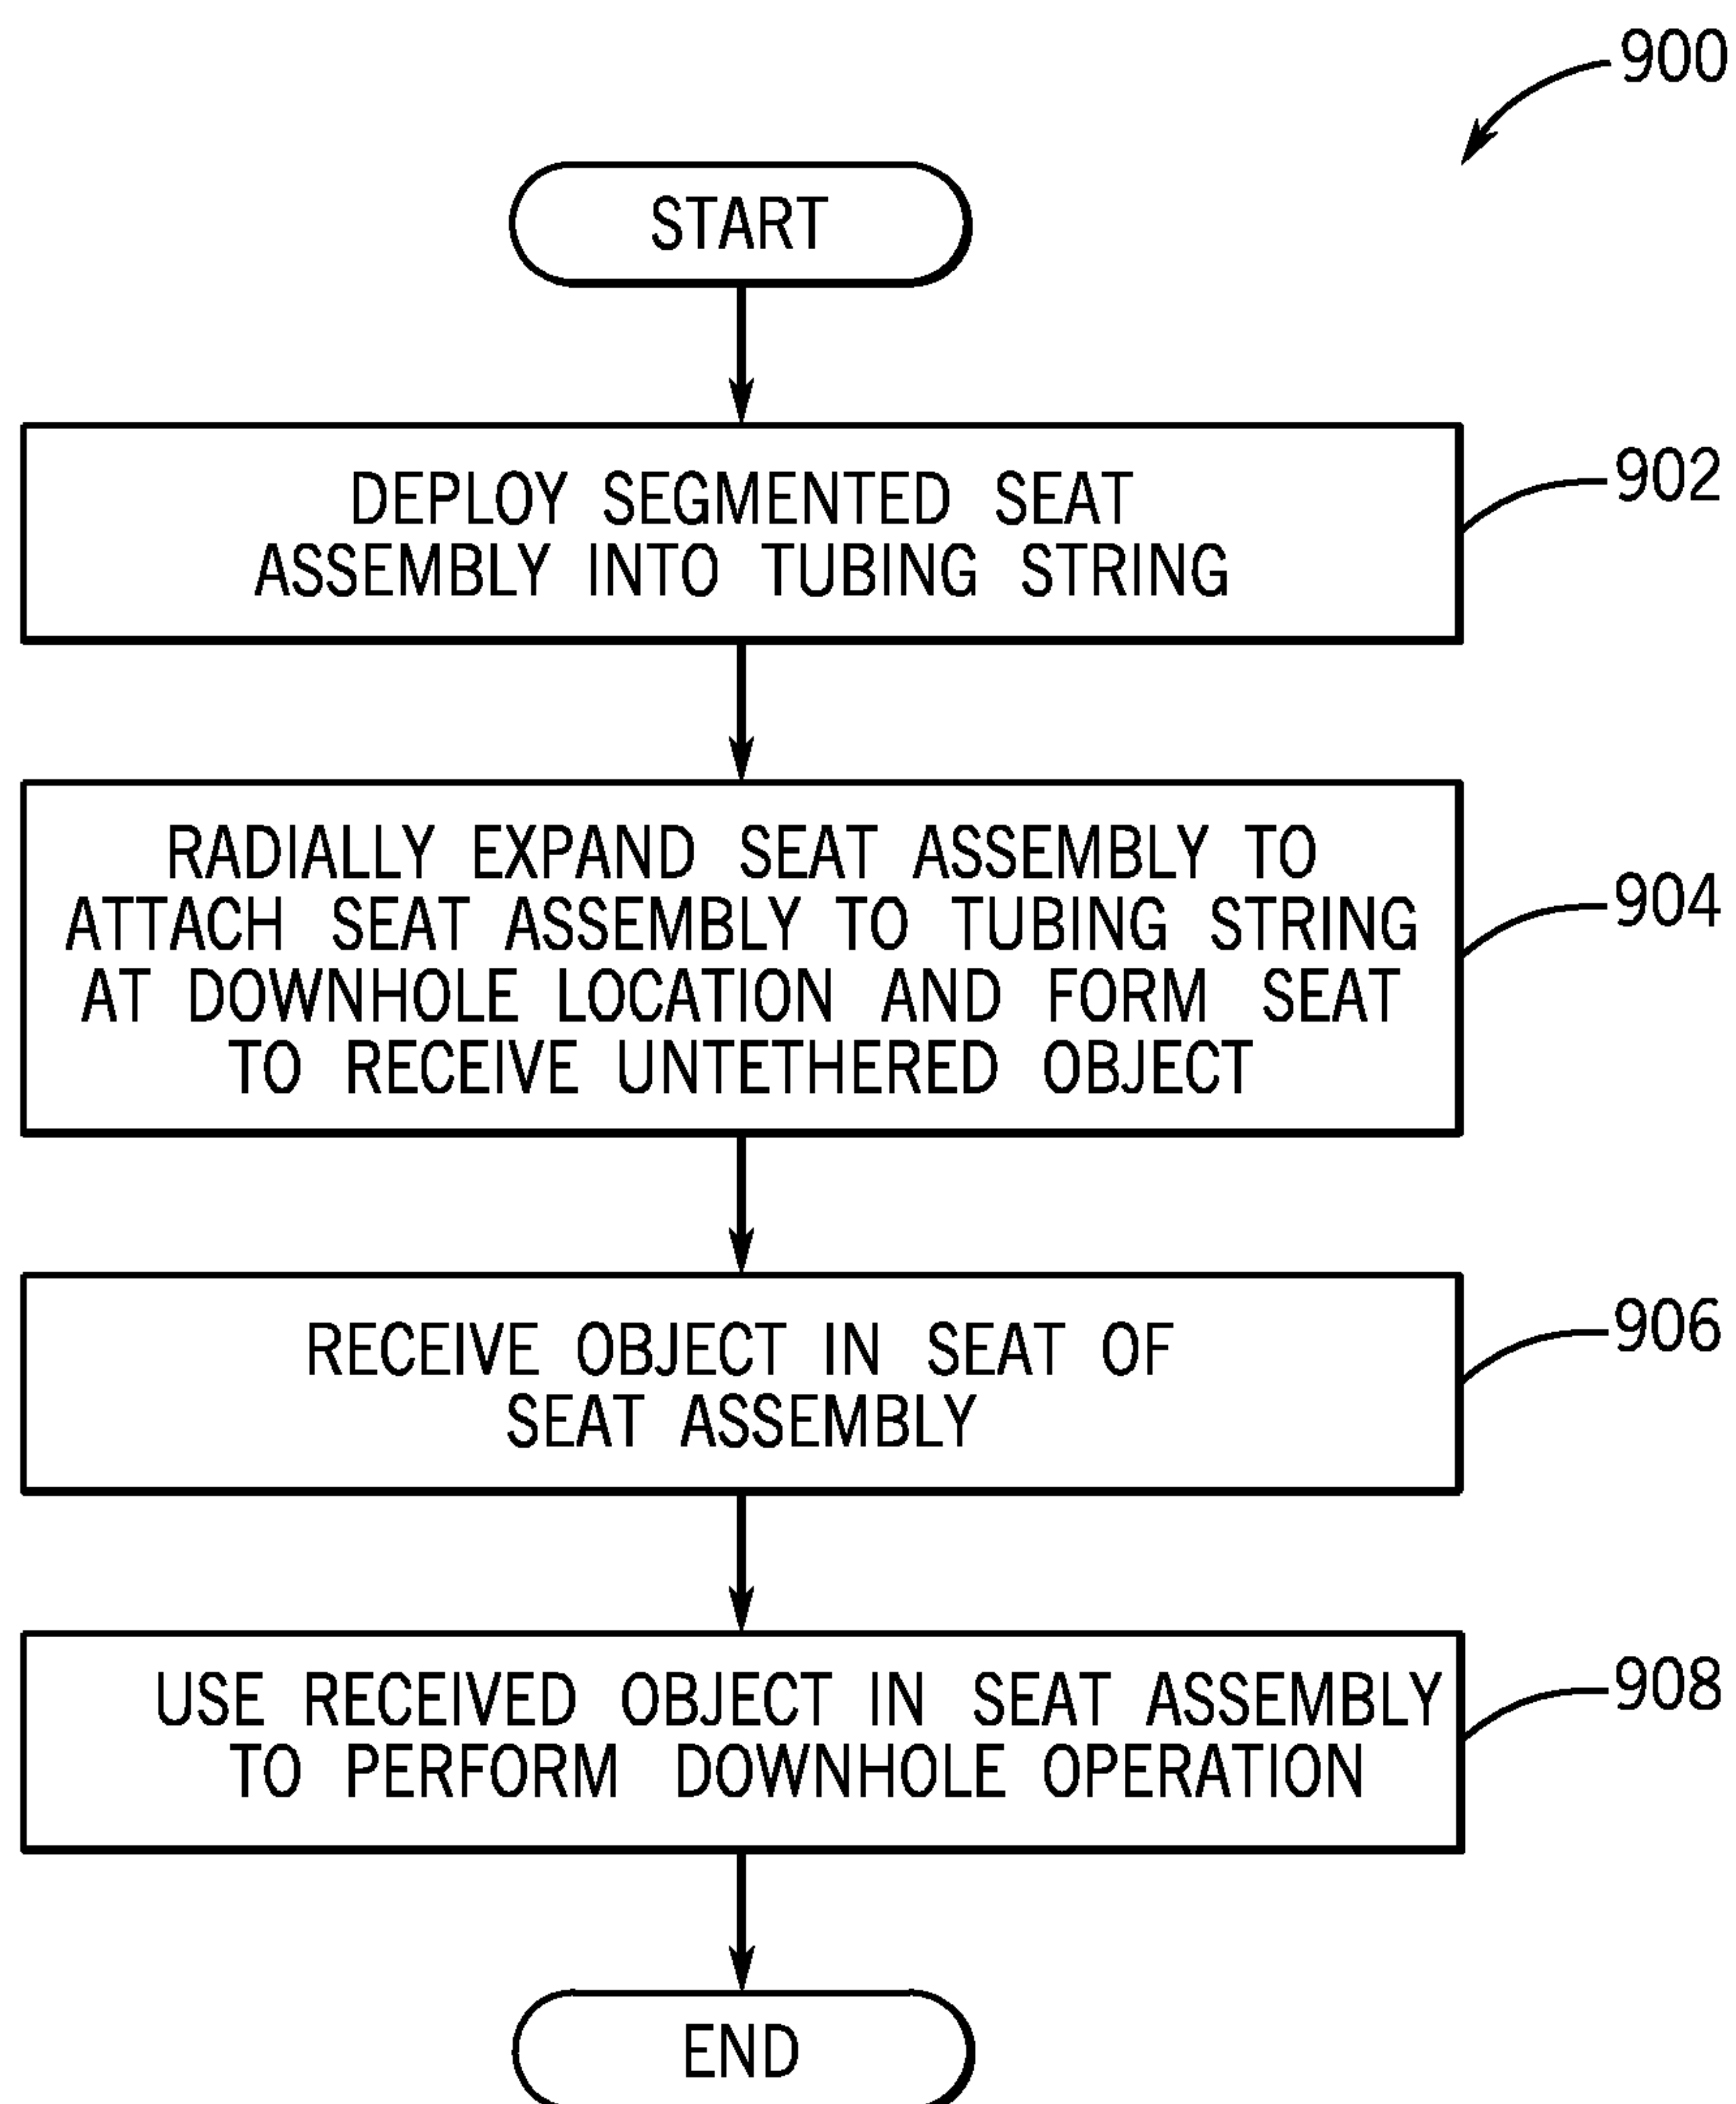 900
START
DEPLOY SEGMENTED SEAT
ASSEMBLY INTO TUBING STRING
902
RADIALLY EXPAND SEAT ASSEMBLY TO
ATTACH SEAT ASSEMBLY TO TUBING STRING
AT DOWNHOLE LOCATION AND FORM SEAT
TO RECEIVE UNTETHERED OBJECT
904
RECEIVE OBJECT IN SEAT OF
SEAT ASSEMBLY
906
USE RECEIVED OBJECT IN SEAT ASSEMBLY
TO PERFORM DOWNHOLE OPERATION
908
END